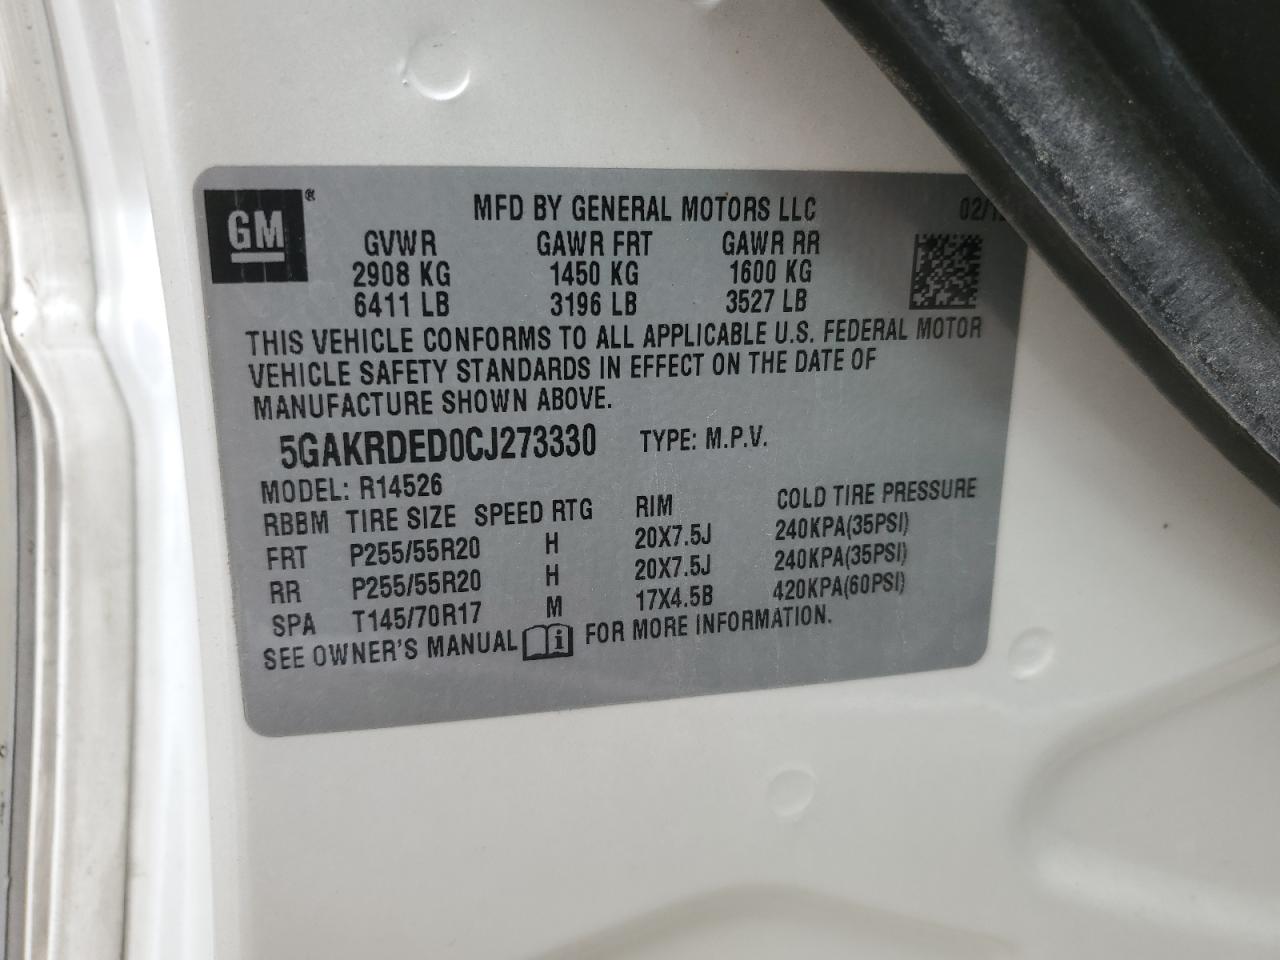 GM ®
MFD BY GENERAL MOTORS LLC 02/12
GVWR GAWR FRT GAWR RR
2908 KG 1450 KG 1600 KG
6411 LB 3196 LB 3527 LB
THIS VEHICLE CONFORMS TO ALL APPLICABLE U.S. FEDERAL MOTOR
VEHICLE SAFETY STANDARDS IN EFFECT ON THE DATE OF
MANUFACTURE SHOWN ABOVE.
5GAKRDED0CJ273330 TYPE: M.P.V.
MODEL: R14526
RBBM TIRE SIZE SPEED RTG RIM COLD TIRE PRESSURE
FRT P255/55R20 H 20X7.5J 240KPA(35PSI)
RR P255/55R20 H 20X7.5J 240KPA(35PSI)
SPA T145/70R17 M 17X4.5B 420KPA(60PSI)
SEE OWNER'S MANUAL i FOR MORE INFORMATION.